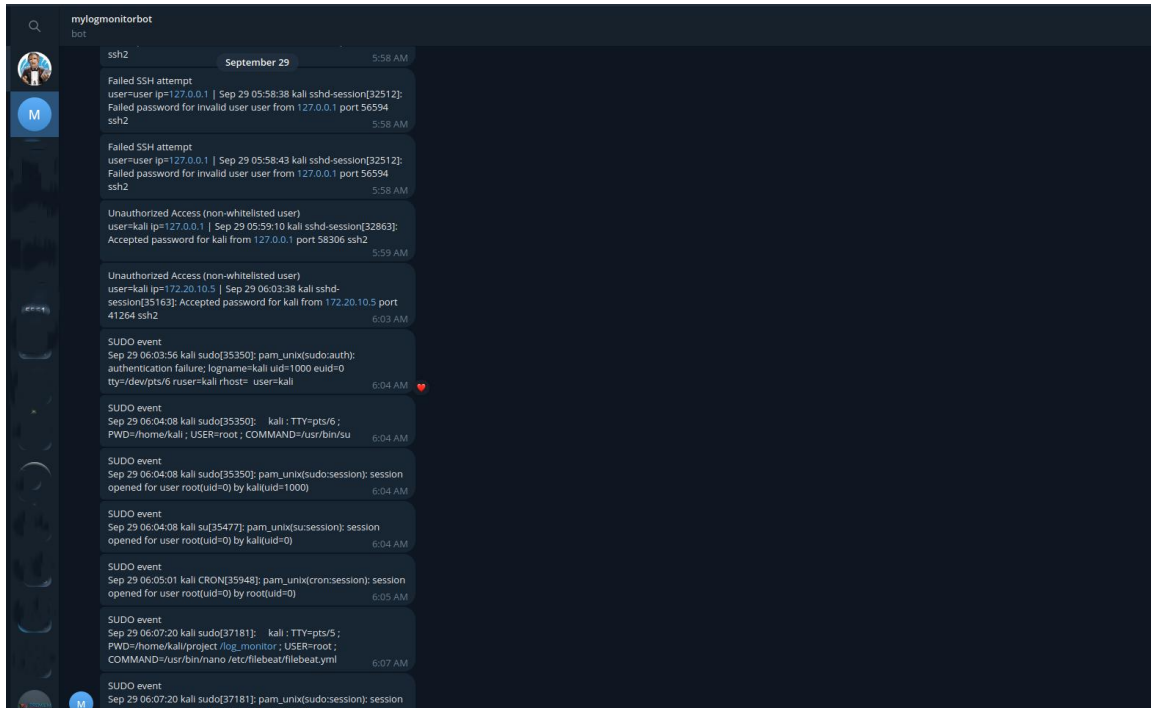 mylogmonitorbot
bot
ssh2
5:58 AM
September 29
Failed SSH attempt
user=user ip=127.0.0.1 | Sep 29 05:58:38 kali sshd-session[32512]:
Failed password for invalid user user from 127.0.0.1 port 56594
ssh2
5:58 AM
Failed SSH attempt
user=user ip=127.0.0.1 | Sep 29 05:58:43 kali sshd-session[32512]:
Failed password for invalid user user from 127.0.0.1 port 56594
ssh2
5:58 AM
Unauthorized Access (non-whitelisted user)
user=kali ip=127.0.0.1 | Sep 29 05:59:10 kali sshd-session[32863]:
Accepted password for kali from 127.0.0.1 port 58306 ssh2
5:59 AM
Unauthorized Access (non-whitelisted user)
user=kali ip=172.20.10.5 | Sep 29 06:03:38 kali sshd-
session[35163]: Accepted password for kali from 172.20.10.5 port
41264 ssh2
6:03 AM
SUDO event
Sep 29 06:03:56 kali sudo[35350]: pam_unix(sudo:auth):
authentication failure; logname=kali uid=1000 euid=0
tty=/dev/pts/6 ruser=kali rhost=  user=kali
6:04 AM
SUDO event
Sep 29 06:04:08 kali sudo[35350]:    kali : TTY=pts/6 ;
PWD=/home/kali ; USER=root ; COMMAND=/usr/bin/su
6:04 AM
SUDO event
Sep 29 06:04:08 kali sudo[35350]: pam_unix(sudo:session): session
opened for user root(uid=0) by kali(uid=1000)
6:04 AM
SUDO event
Sep 29 06:04:08 kali su[35477]: pam_unix(su:session): session
opened for user root(uid=0) by kali(uid=0)
6:04 AM
SUDO event
Sep 29 06:05:01 kali CRON[35948]: pam_unix(cron:session): session
opened for user root(uid=0) by root(uid=0)
6:05 AM
SUDO event
Sep 29 06:07:20 kali sudo[37181]:    kali : TTY=pts/5 ;
PWD=/home/kali/project /log_monitor ; USER=root ;
COMMAND=/usr/bin/nano /etc/filebeat/filebeat.yml
6:07 AM
SUDO event
Sep 29 06:07:20 kali sudo[37181]: pam_unix(sudo:session): session
M
M